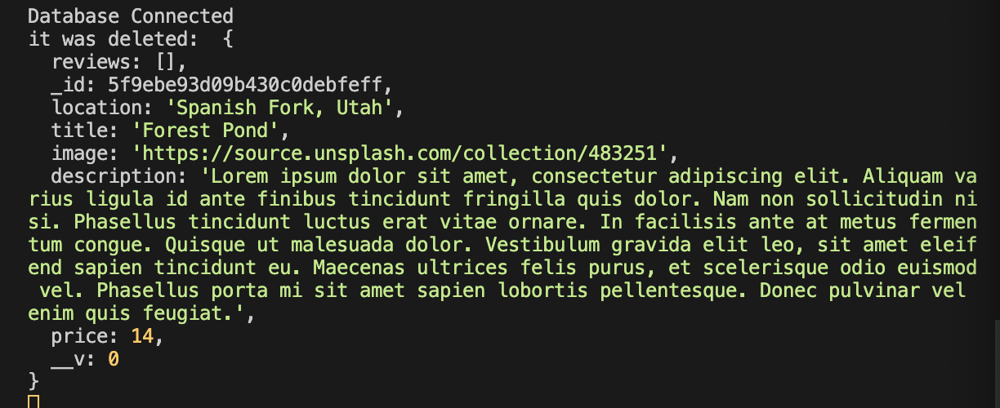 Database Connected
it was deleted:  {
  reviews: [],
  _id: 5f9ebe93d09b430c0debfeff,
  location: 'Spanish Fork, Utah',
  title: 'Forest Pond',
  image: 'https://source.unsplash.com/collection/483251',
  description: 'Lorem ipsum dolor sit amet, consectetur adipiscing elit. Aliquam va
rius ligula id ante finibus tincidunt fringilla quis dolor. Nam non sollicitudin ni
si. Phasellus tincidunt luctus erat vitae ornare. In facilisis ante at metus fermen
tum congue. Quisque ut malesuada dolor. Vestibulum gravida elit leo, sit amet eleif
end sapien tincidunt eu. Maecenas ultrices felis purus, et scelerisque odio euismod
 vel. Phasellus porta mi sit amet sapien lobortis pellentesque. Donec pulvinar vel
enim quis feugiat.',
  price: 14,
  __v: 0
}